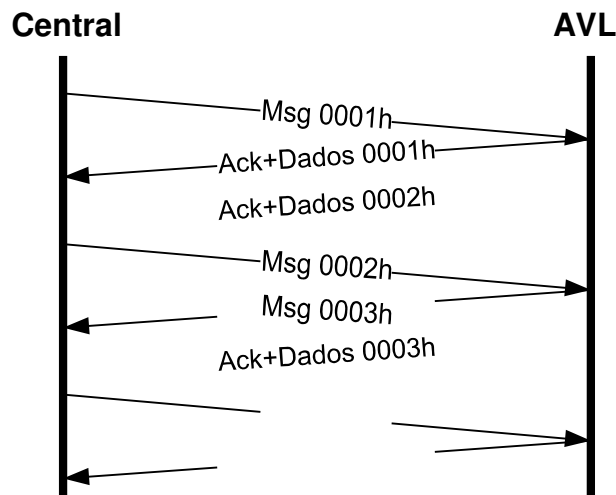 Central
AVL
Msg 0001h
Ack+Dados 0001h
Ack+Dados 0002h
Msg 0002h
Msg 0003h
Ack+Dados 0003h